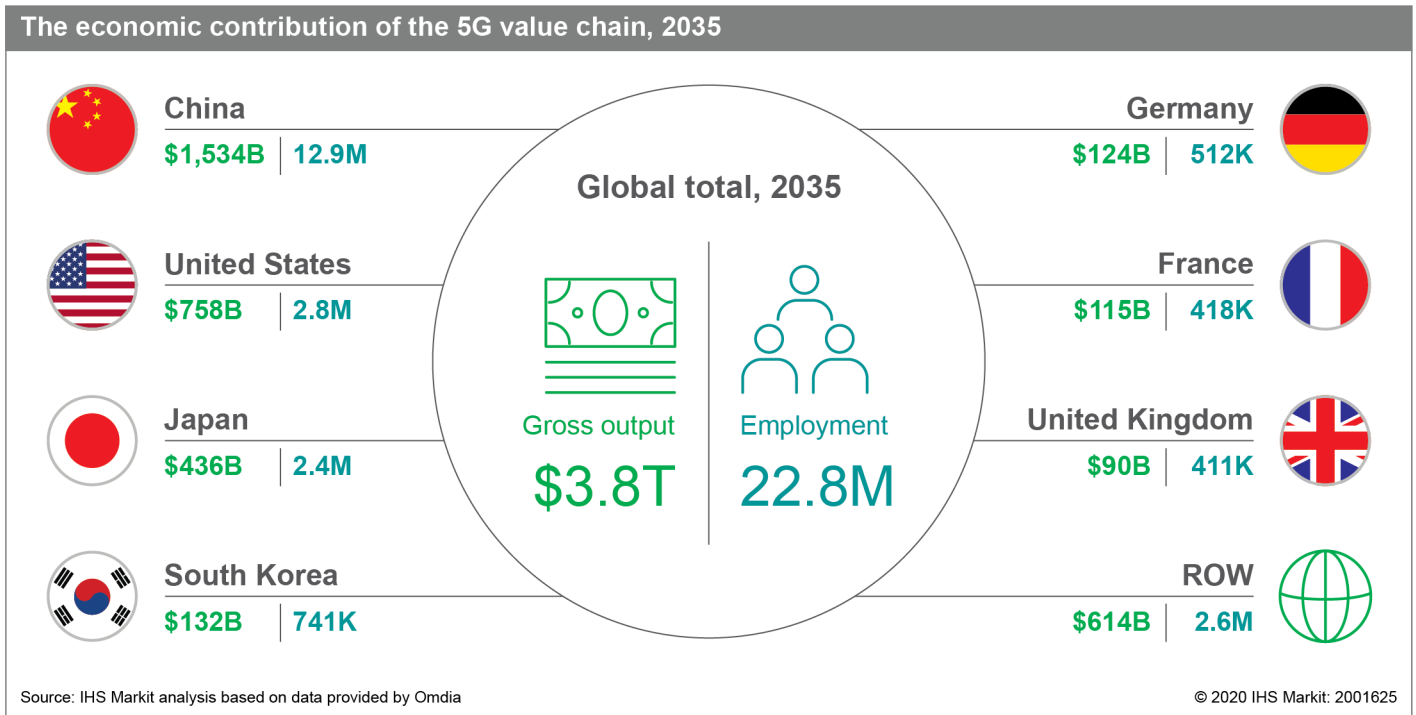 The economic contribution of the 5G value chain, 2035
China
$1,534B 12.9M
United States
$758B 2.8M
Japan
$436B 2.4M
South Korea
$132B 741K
Global total, 2035
Gross output
$3.8T
Employment
22.8M
Germany
$124B 512K
France
$115B 418K
United Kingdom
$90B 411K
ROW
$614B 2.6M
Source: IHS Markit analysis based on data provided by Omdia
© 2020 IHS Markit: 2001625